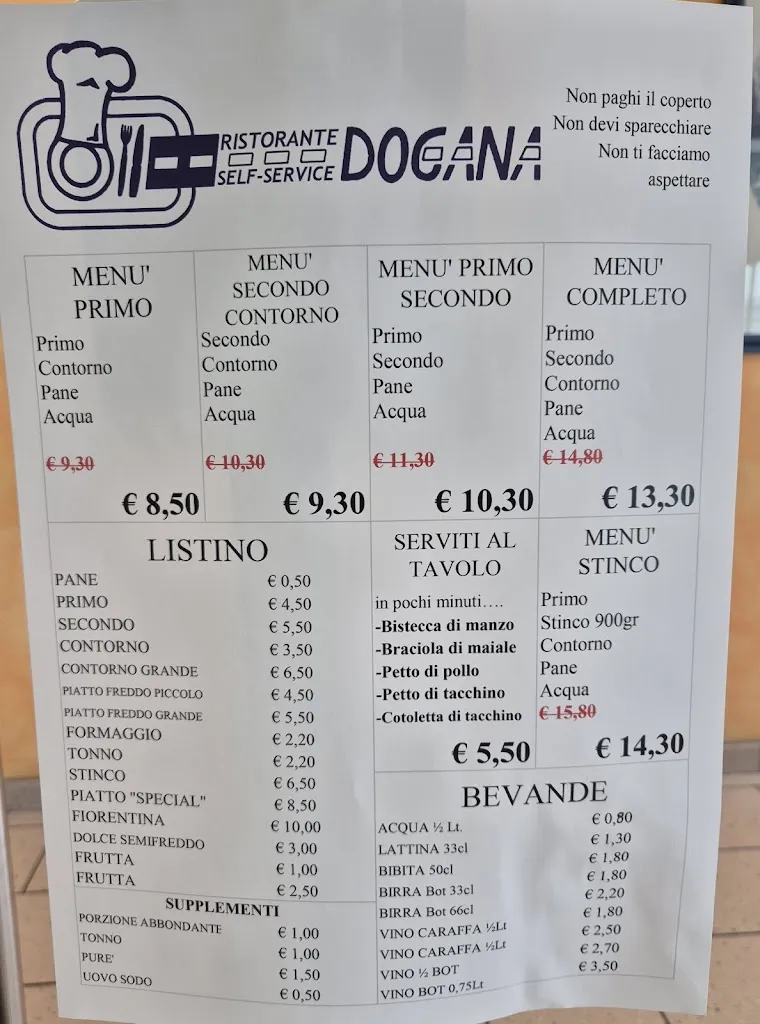 RISTORANTE
SELF-SERVICE
DOGANA
Non paghi il coperto
Non devi sparecchiare
Non ti facciamo
aspettare
MENU'
PRIMO
Primo
Contorno
Pane
Acqua
€ 9,30
€ 8,50
MENU'
SECONDO
CONTORNO
Secondo
Contorno
Pane
Acqua
€ 10,30
€ 9,30
MENU' PRIMO
SECONDO
Primo
Secondo
Pane
Acqua
€ 11,30
€ 10,30
MENU'
COMPLETO
Primo
Secondo
Contorno
Pane
Acqua
€ 14,80
€ 13,30
LISTINO
PANE € 0,50
PRIMO € 4,50
SECONDO € 5,50
CONTORNO € 3,50
CONTORNO GRANDE € 6,50
PIATTO FREDDO PICCOLO € 4,50
PIATTO FREDDO GRANDE € 5,50
FORMAGGIO € 2,20
TONNO € 2,20
STINCO € 6,50
PIATTO "SPECIAL" € 8,50
FIORENTINA € 10,00
DOLCE SEMIFREDDO € 3,00
FRUTTA € 1,00
FRUTTA € 2,50
SUPPLEMENTI
PORZIONE ABBONDANTE € 1,00
TONNO € 1,00
PURE' € 1,50
UOVO SODO € 0,50
SERVITI AL
TAVOLO
in pochi minuti….
-Bistecca di manzo
-Braciola di maiale
-Petto di pollo
-Petto di tacchino
-Cotoletta di tacchino
€ 5,50
MENU'
STINCO
Primo
Stinco 900gr
Contorno
Pane
Acqua
€ 15,80
€ 14,30
BEVANDE
ACQUA ½ Lt. € 0,80
LATTINA 33cl € 1,30
BIBITA 50cl € 1,80
BIRRA Bot 33cl € 1,80
BIRRA Bot 66cl € 2,20
VINO CARAFFA ½Lt € 1,80
VINO CARAFFA ½Lt € 2,50
VINO ½ BOT € 2,70
VINO BOT 0,75Lt € 3,50